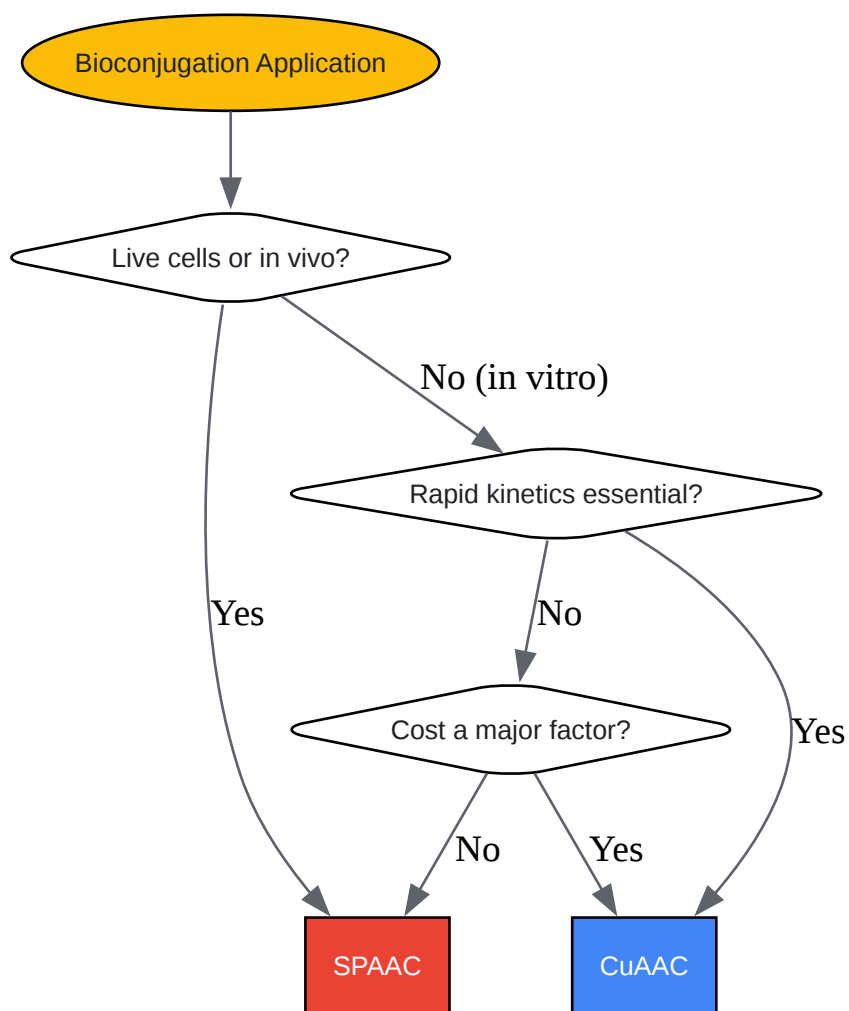 Bioconjugation Application
Live cells or in vivo?
No (in vitro)
Rapid kinetics essential?
Yes
No
Cost a major factor?
Yes
No
Yes
SPAAC
CuAAC